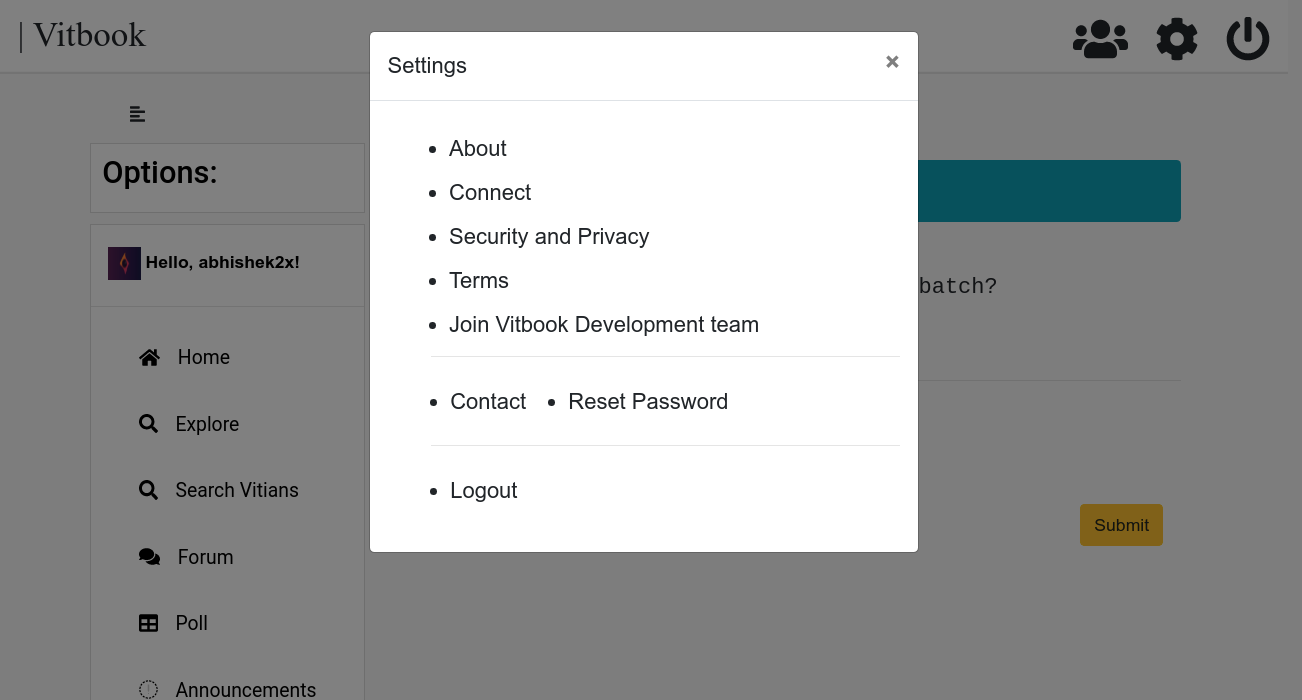 | Vitbook
Settings
×
About
Connect
Security and Privacy
Terms
Join Vitbook Development team
Contact
Reset Password
Logout
Options:
Hello, abhishek2x!
Home
Explore
Search Vitians
Forum
Poll
Announcements
batch?
Submit